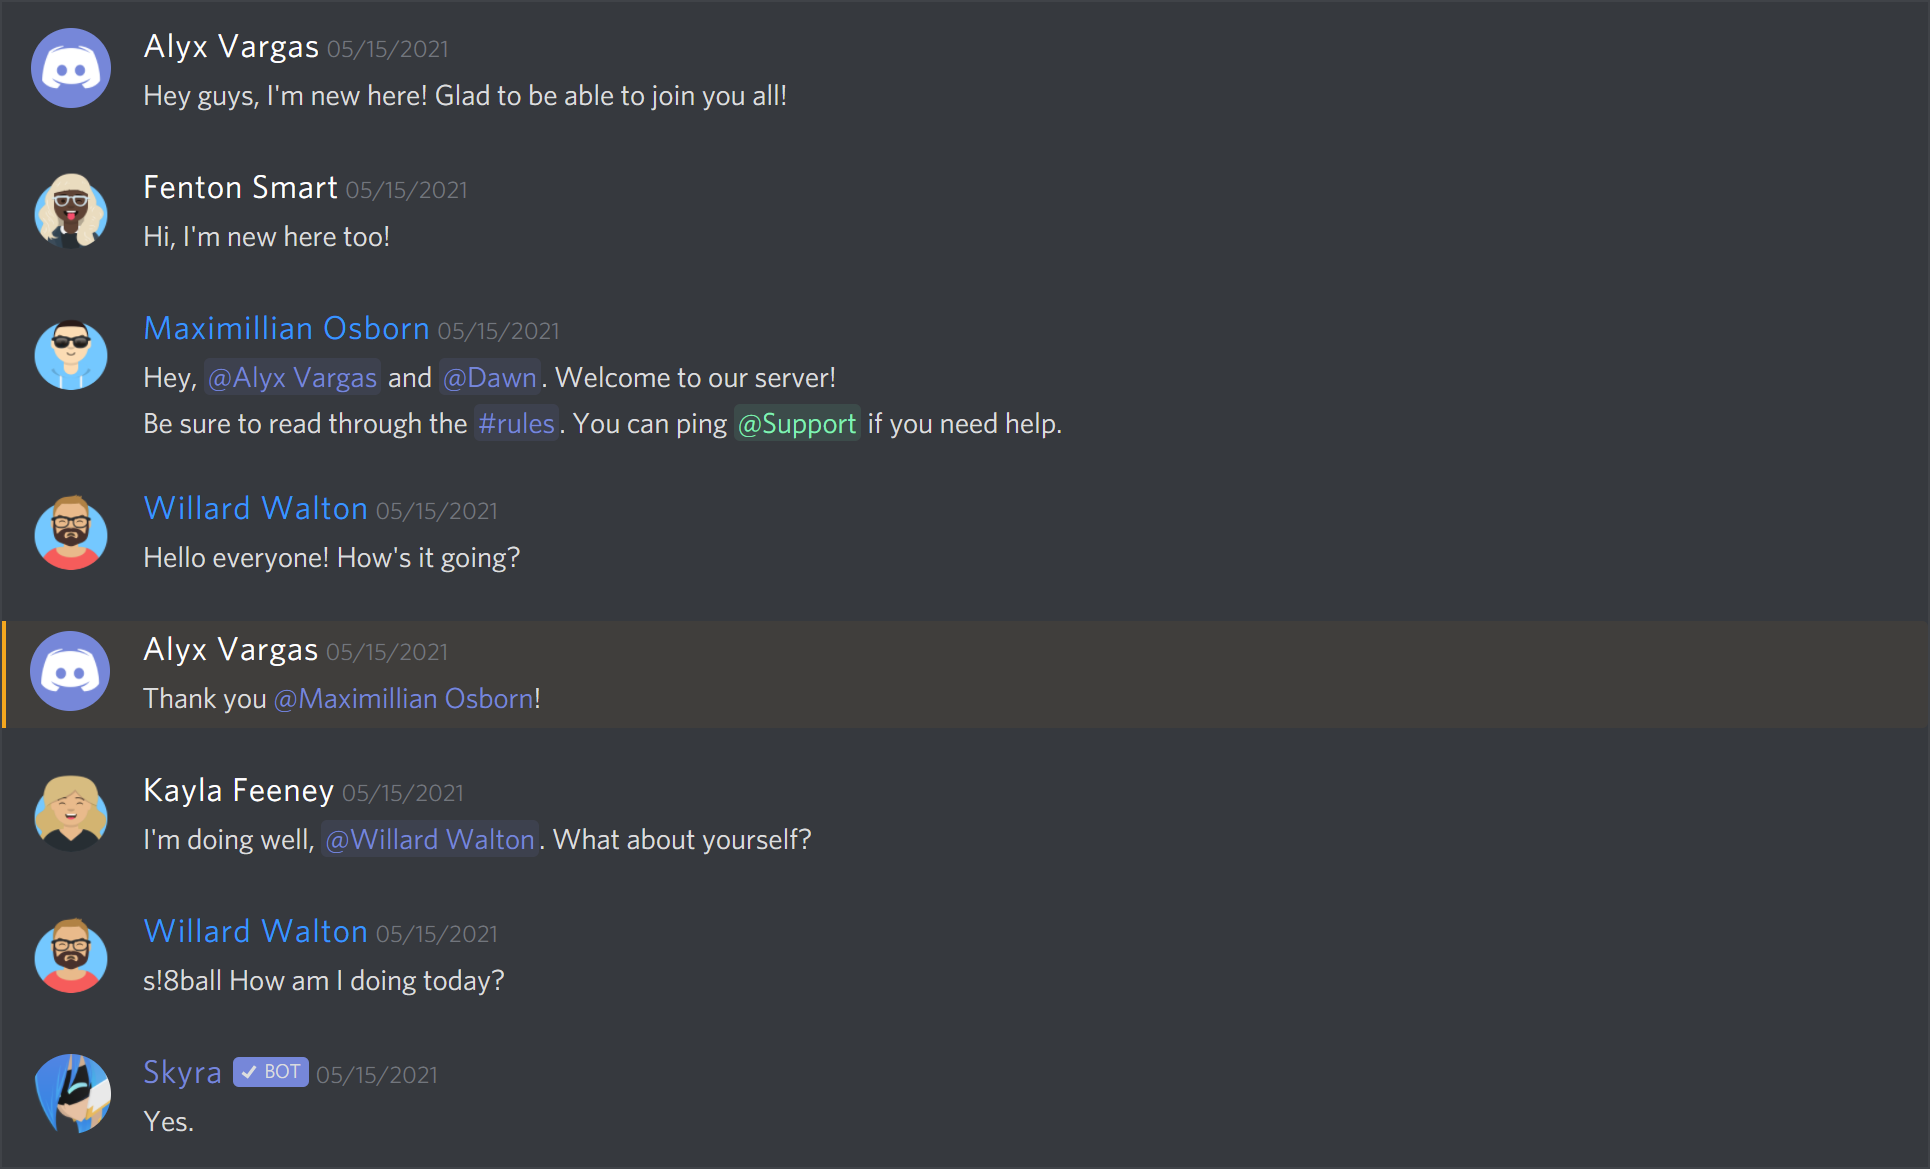 Alyx Vargas 05/15/2021
Hey guys, I'm new here! Glad to be able to join you all!
Fenton Smart 05/15/2021
Hi, I'm new here too!
Maximillian Osborn 05/15/2021
Hey, @Alyx Vargas and @Dawn. Welcome to our server!
Be sure to read through the #rules. You can ping @Support if you need help.
Willard Walton 05/15/2021
Hello everyone! How's it going?
Alyx Vargas 05/15/2021
Thank you @Maximillian Osborn!
Kayla Feeney 05/15/2021
I'm doing well, @Willard Walton. What about yourself?
Willard Walton 05/15/2021
s!8ball How am I doing today?
Skyra ✓ BOT 05/15/2021
Yes.